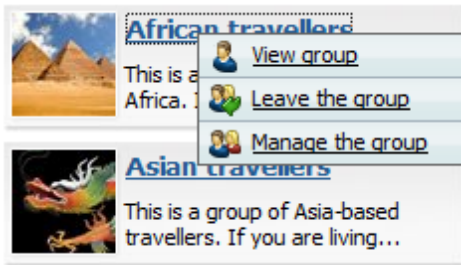 African travellers
View group
This is a
Africa.
Leave the group
Manage the group
Asian travellers
This is a group of Asia-based
travellers. If you are living...